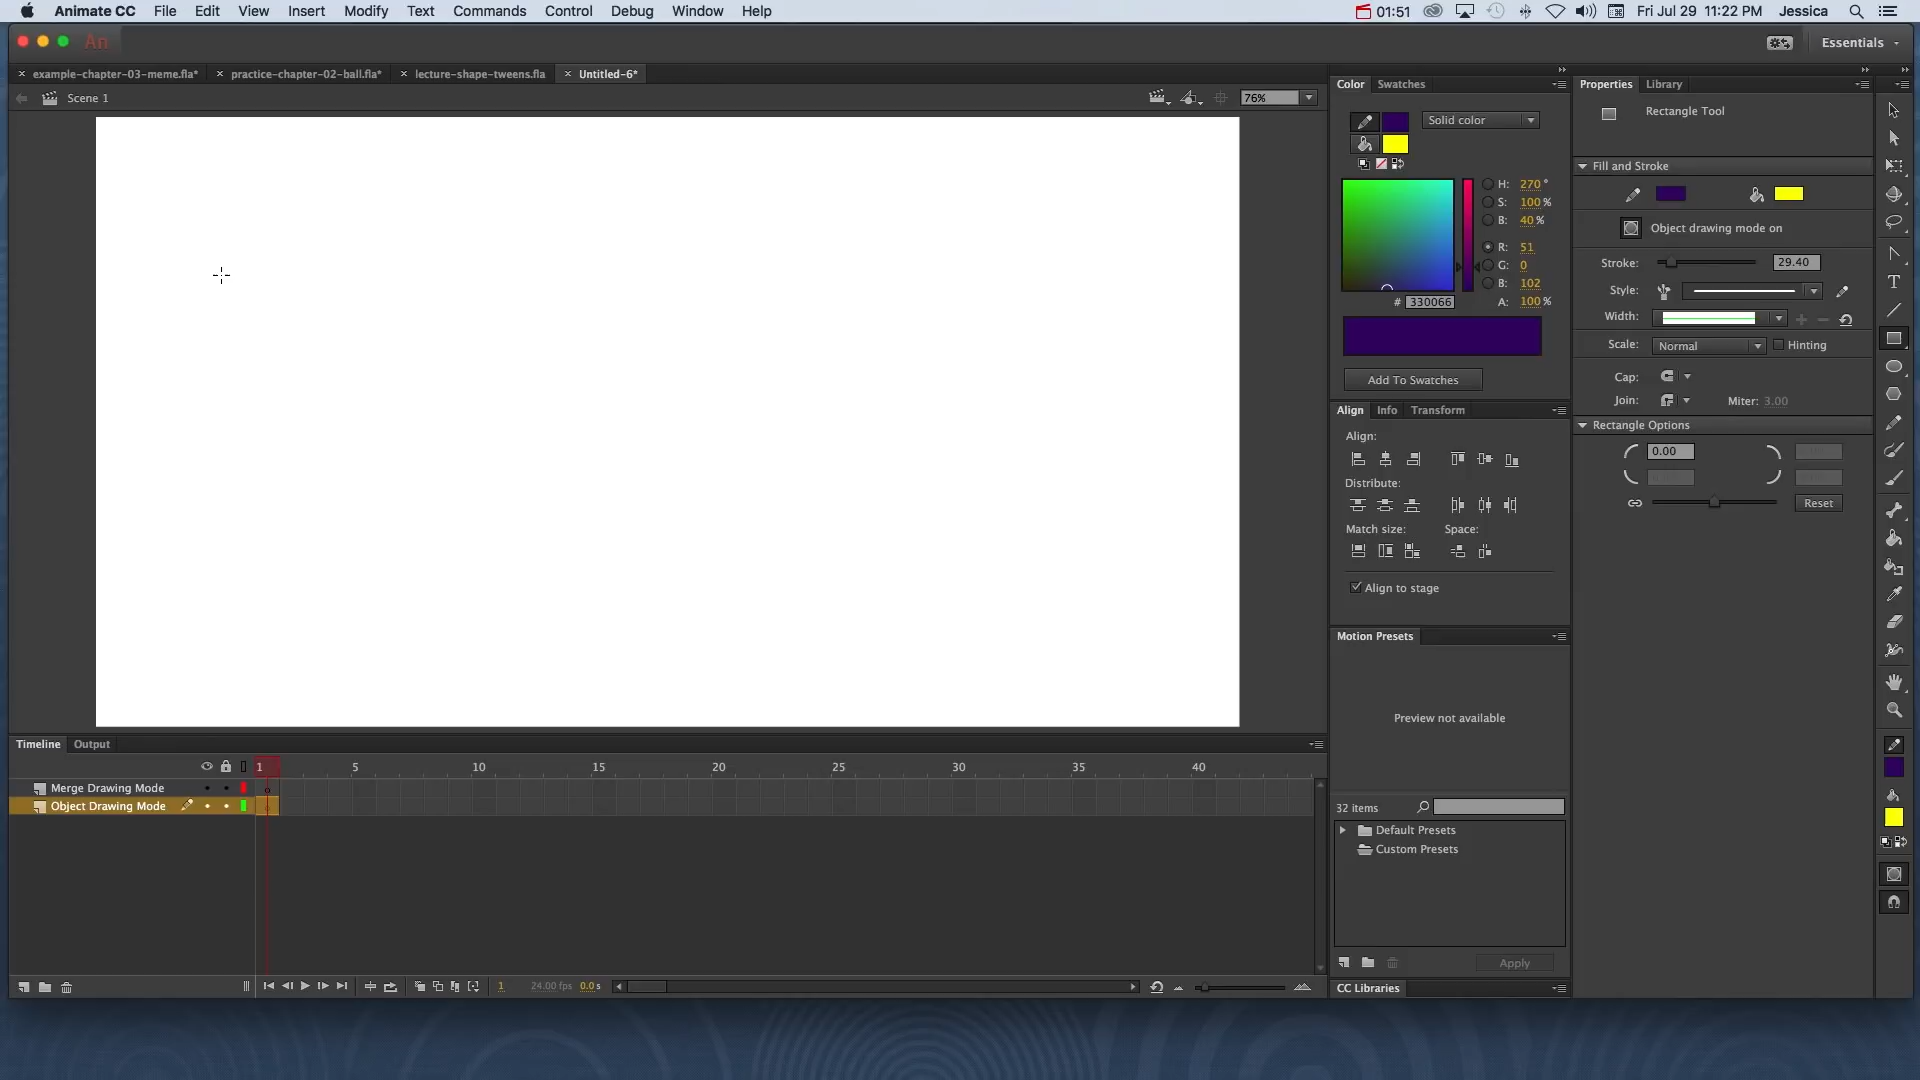 Animate CC File Edit View Insert Modify Text Commands Control Debug Window Help 01:51 Fri Jul 29 11:22 PM Jessica
An Essentials
example-chapter-03-meme.fla* practice-chapter-02-ball.fla* lecture-shape-tweens.fla Untitled-6*
Scene 1 76%
Color Swatches
Solid color
H: 270 °
S: 100 %
B: 40 %
R: 51
G: 0
B: 102
# 330066 A: 100 %
Add To Swatches
Align Info Transform
Align:
Distribute:
Match size: Space:
Align to stage
Motion Presets
Preview not available
32 items
Default Presets
Custom Presets
Apply
CC Libraries
Properties Library
Rectangle Tool
Fill and Stroke
Object drawing mode on
Stroke: 29.40
Style:
Width:
Scale: Normal Hinting
Cap:
Join: Miter: 3.00
Rectangle Options
0.00
Reset
Timeline Output
1 5 10 15 20 25 30 35 40
Merge Drawing Mode
Object Drawing Mode
1 24.00 fps 0.0 s